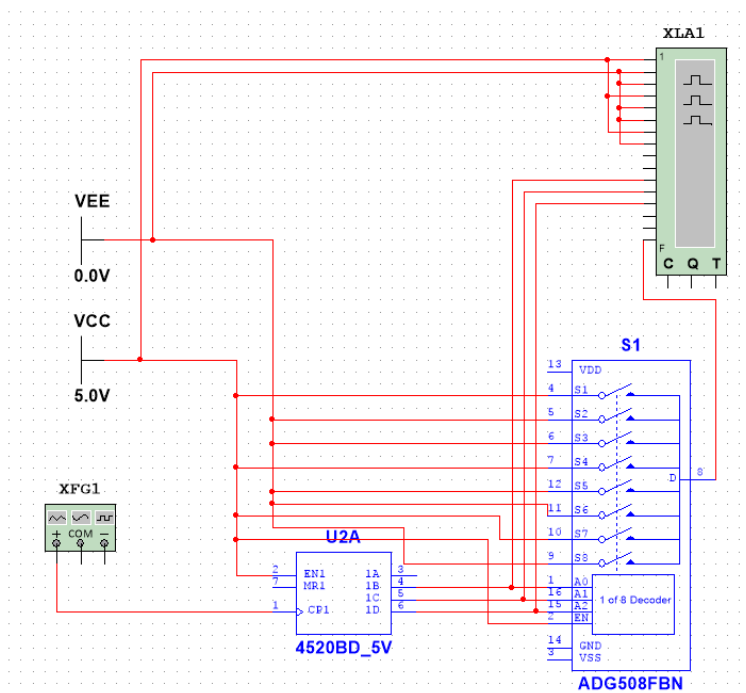 XLA1
1
F
C Q T
VEE
0.0V
VCC
5.0V
S1
13 VDD
4 S1
5 S2
6 S3
7 S4
12 S5
11 S6
10 S7
9 S8
D 8
1 A0
16 A1
15 A2
2 EN
1 of 8 Decoder
14 GND
3 VSS
ADG508FBN
XFG1
+ COM −
U2A
2 EN1 1A 3
7 MR1 1B 4
1C 5
1 CP1 1D 6
4520BD_5V